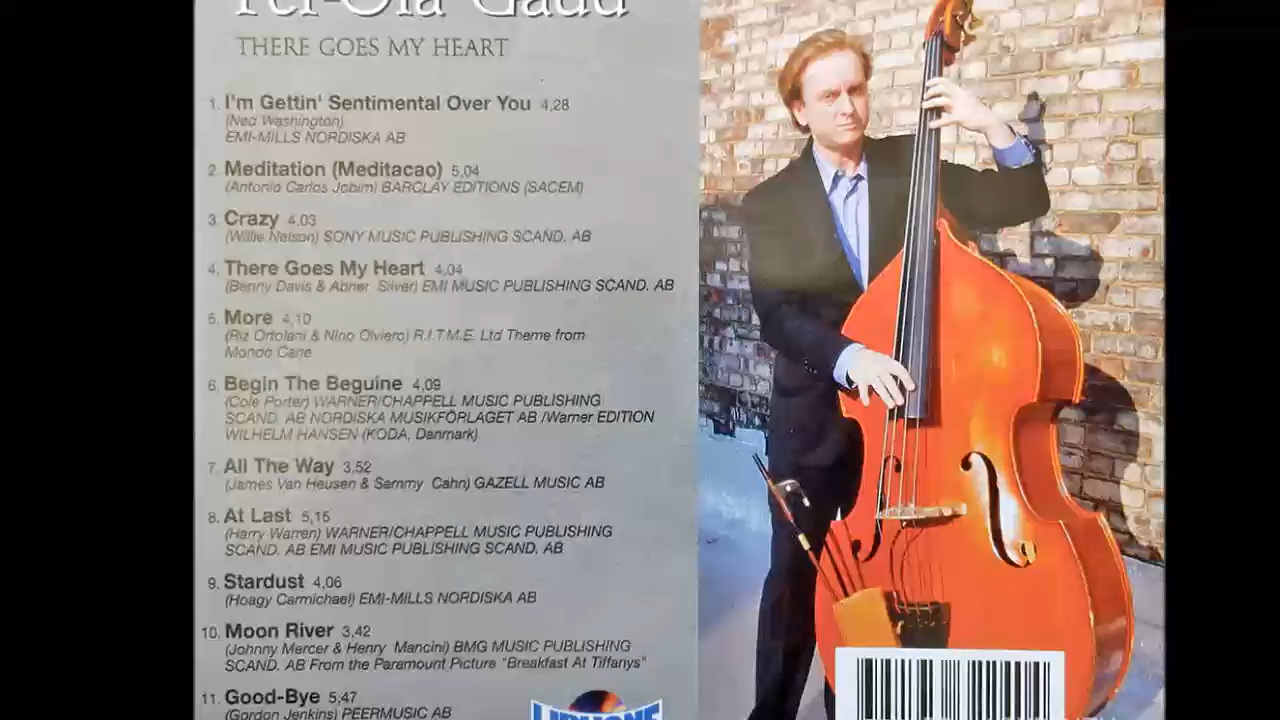 Per-Ola Gadd
THERE GOES MY HEART
1. I'm Gettin' Sentimental Over You 4,28
(Ned Washington)
EMI-MILLS NORDISKA AB
2. Meditation (Meditacao) 5,04
(Antonio Carlos Jobim) BARCLAY EDITIONS (SACEM)
3. Crazy 4,03
(Willie Nelson) SONY MUSIC PUBLISHING SCAND. AB
4. There Goes My Heart 4,04
(Benny Davis & Abner Silver) EMI MUSIC PUBLISHING SCAND. AB
5. More 4,10
(Riz Ortolani & Nino Olviero) R.I.T.M.E. Ltd Theme from
Mondo Cane
6. Begin The Beguine 4,09
(Cole Porter) WARNER/CHAPPELL MUSIC PUBLISHING
SCAND. AB NORDISKA MUSIKFÖRLAGET AB /Warner EDITION
WILHELM HANSEN (KODA, Danmark)
7. All The Way 3,52
(James Van Heusen & Sammy Cahn) GAZELL MUSIC AB
8. At Last 5,15
(Harry Warren) WARNER/CHAPPELL MUSIC PUBLISHING
SCAND. AB EMI MUSIC PUBLISHING SCAND. AB
9. Stardust 4,06
(Hoagy Carmichael) EMI-MILLS NORDISKA AB
10. Moon River 3,42
(Johnny Mercer & Henry Mancini) BMG MUSIC PUBLISHING
SCAND. AB From the Paramount Picture "Breakfast At Tiffanys"
11. Good-Bye 5,47
(Gordon Jenkins) PEERMUSIC AB